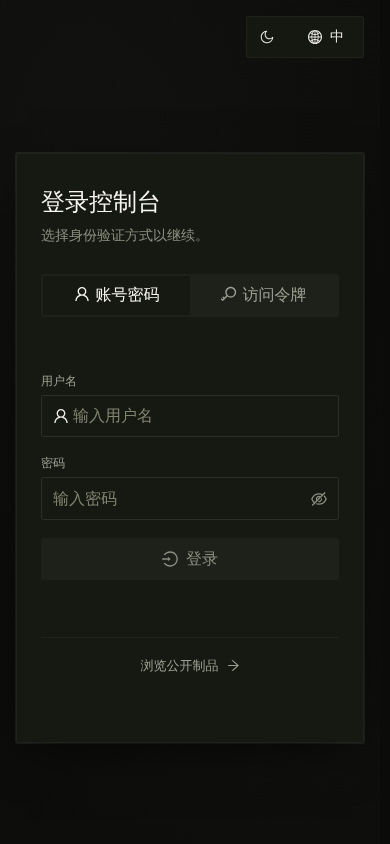 中
登录控制台
选择身份验证方式以继续。
账号密码
访问令牌
用户名
输入用户名
密码
输入密码
登录
浏览公开制品